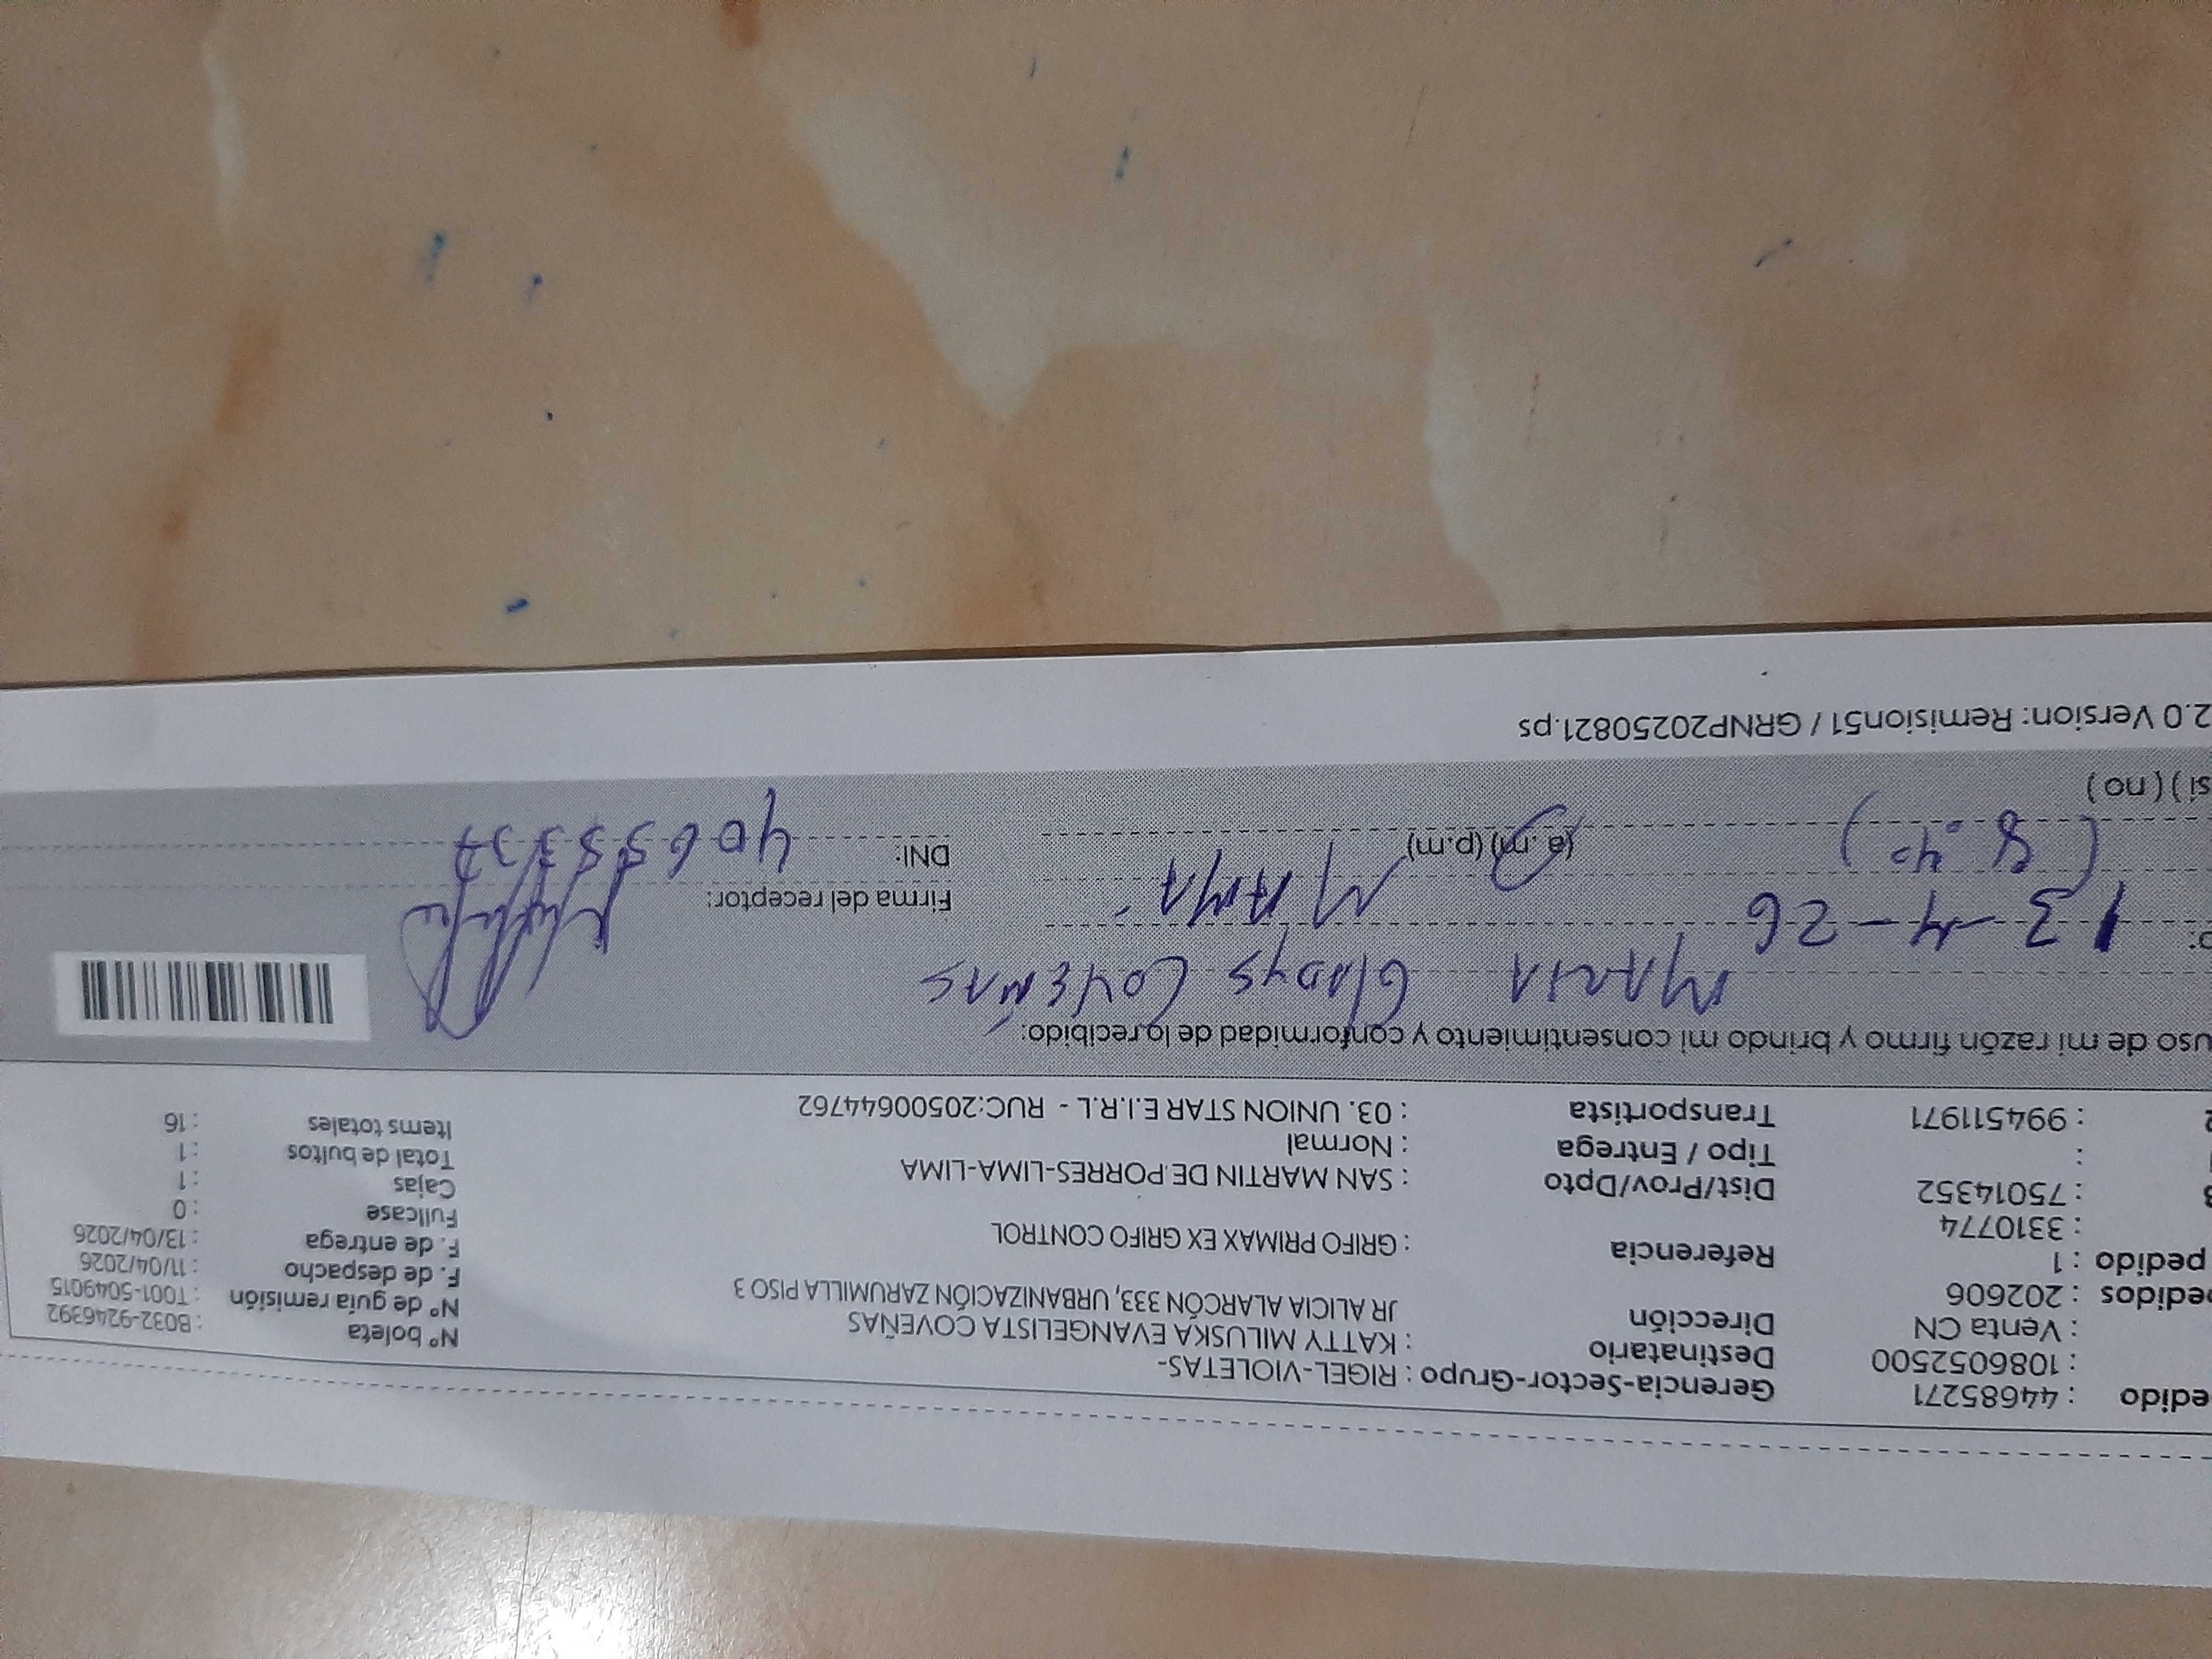 edido : 44685271 Gerencia-Sector-Grupo : RIGEL-VIOLETAS- Nº boleta : B032-9246392
: 1086052500 Destinatario : KATTY MILUSKA EVANGELISTA COVEÑAS Nº de guía remisión : T001-5049015
: Venta CN Dirección JR ALICIA ALARCÓN 333, URBANIZACIÓN ZARUMILLA PISO 3 F. de despacho : 11/04/2026
edidos : 202606 F. de entrega : 13/04/2026
pedido : 1 Referencia : GRIFO PRIMAX EX GRIFO CONTROL Fullcase : 0
: 3310774 Cajas : 1
: 75014352 Dist/Prov/Dpto : SAN MARTIN DE PORRES-LIMA-LIMA Total de bultos : 1
: Tipo / Entrega : Normal Items totales : 16
: 994511971 Transportista : 03. UNION STAR E.I.R.L - RUC:20500644762
uso de mi razón firmo y brindo mi consentimiento y conformidad de lo recibido:
MARIA GLADYS COVEÑAS
13-4-26 MAMÁ Firma del receptor:
(8:40) (a.m) (p.m) DNI: 40695337
si ) ( no )
2.0 Version: Remision51 / GRNP20250821.ps